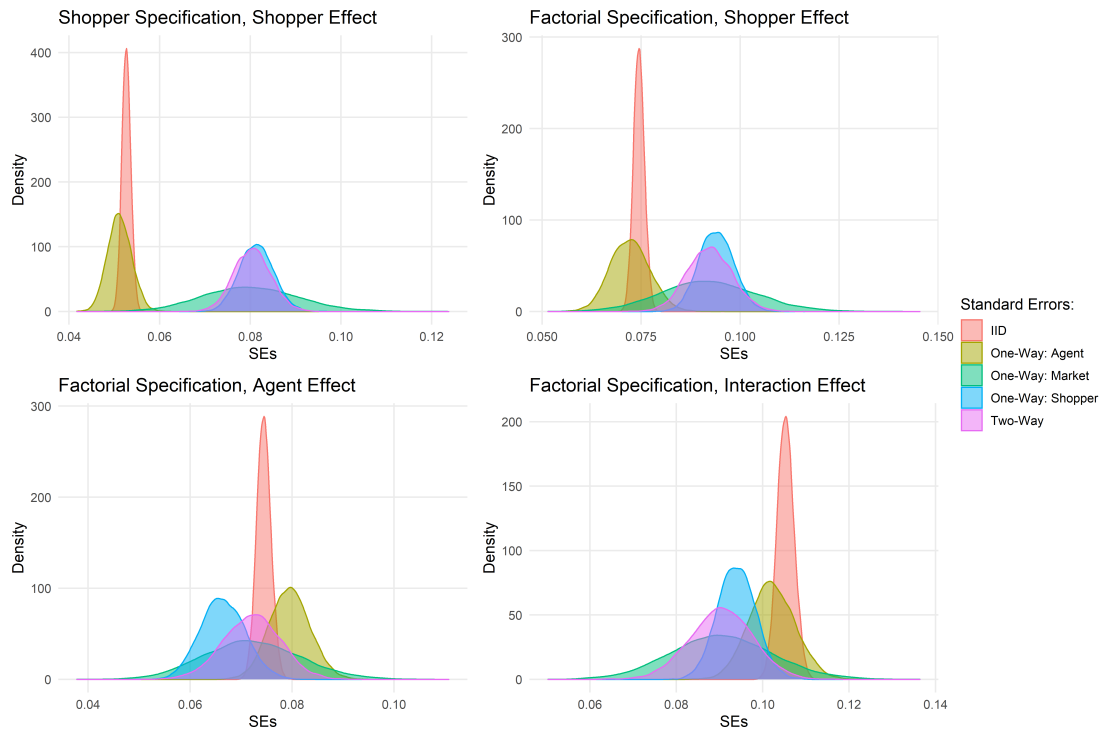 Shopper Specification, Shopper Effect
400
300
200
100
0
Density
0.04 0.06 0.08 0.10 0.12
SEs
Factorial Specification, Shopper Effect
300
200
100
0
Density
0.050 0.075 0.100 0.125 0.150
SEs
Factorial Specification, Agent Effect
300
200
100
0
Density
0.04 0.06 0.08 0.10
SEs
Factorial Specification, Interaction Effect
200
150
100
50
0
Density
0.06 0.08 0.10 0.12 0.14
SEs
Standard Errors:
IID
One-Way: Agent
One-Way: Market
One-Way: Shopper
Two-Way